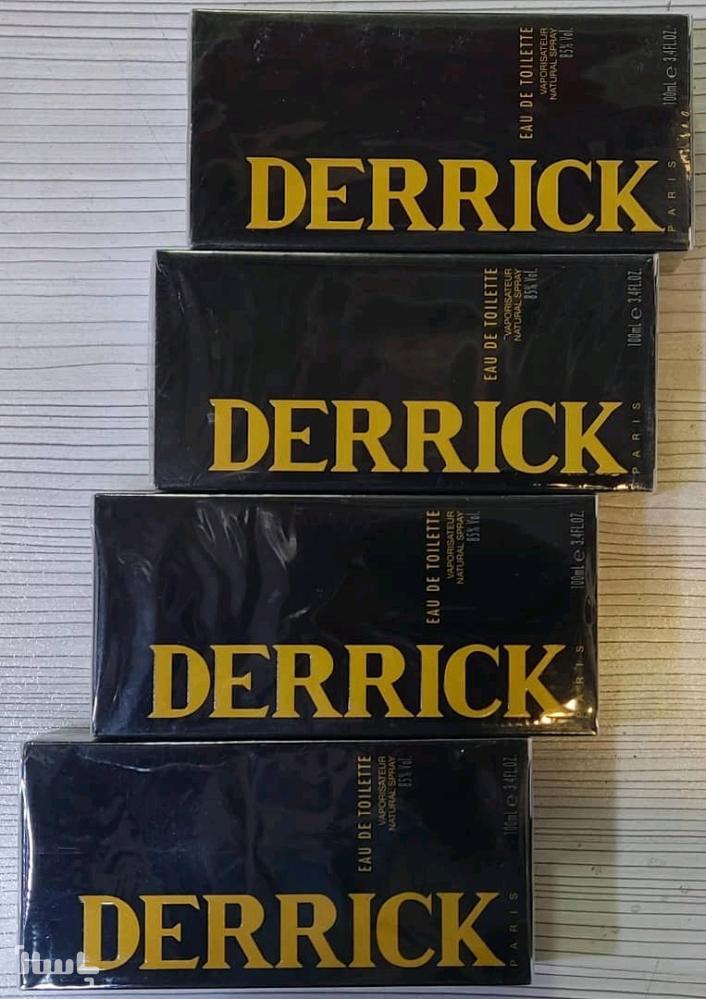 EAU DE TOILETTE
VAPORISATEUR
NATURAL SPRAY
85% Vol.
100mL e 3.4FL.OZ.
DERRICK
PARIS
EAU DE TOILETTE
VAPORISATEUR
NATURAL SPRAY
85% Vol.
100mL e 3.4FL.OZ.
DERRICK
PARIS
EAU DE TOILETTE
VAPORISATEUR
NATURAL SPRAY
85% Vol.
100mL e 3.4FL.OZ.
DERRICK
EAU DE TOILETTE
VAPORISATEUR
NATURAL SPRAY
85% Vol.
100mL e 3.4FL.OZ.
DERRICK
PARIS
پاساژ